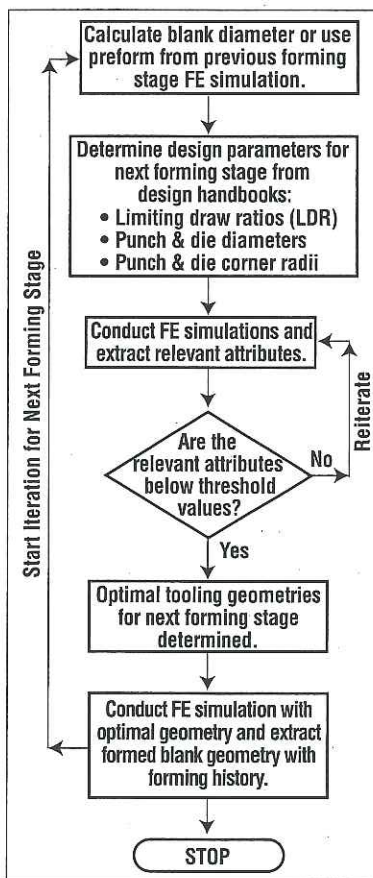 Calculate blank diameter or use
preform from previous forming
stage FE simulation.
Determine design parameters for
next forming stage from
design handbooks:
• Limiting draw ratios (LDR)
• Punch & die diameters
• Punch & die corner radii
Conduct FE simulations and
extract relevant attributes.
Are the
relevant attributes
below threshold
values?
No
Reiterate
Yes
Optimal tooling geometries
for next forming stage
determined.
Conduct FE simulation with
optimal geometry and extract
formed blank geometry with
forming history.
Start Iteration for Next Forming Stage
STOP